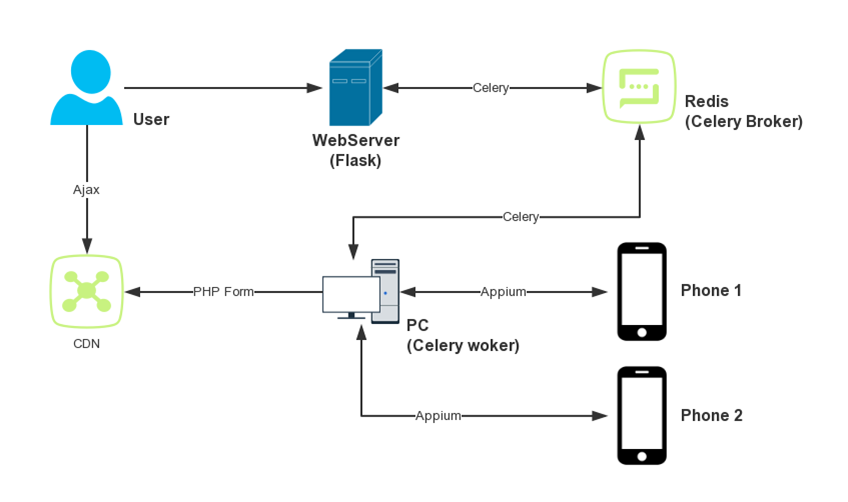 User
WebServer
(Flask)
Celery
Redis
(Celery Broker)
Ajax
Celery
CDN
PHP Form
PC
(Celery woker)
Appium
Phone 1
Appium
Phone 2